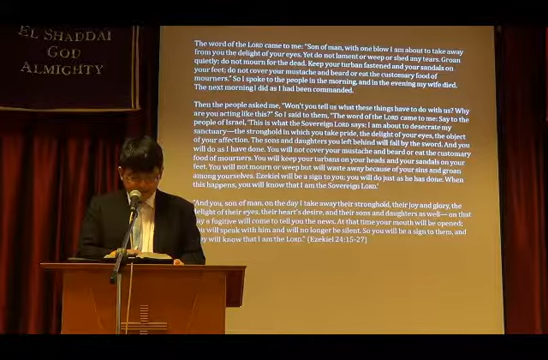 EL SHADDAI
GOD
ALMIGHTY
The word of the LORD came to me: "Son of man, with one blow I am about to take away
from you the delight of your eyes. Yet do not lament or weep or shed any tears. Groan
quietly; do not mourn for the dead. Keep your turban fastened and your sandals on
your feet; do not cover your mustache and beard or eat the customary food of
mourners." So I spoke to the people in the morning, and in the evening my wife died.
The next morning I did as I had been commanded.
Then the people asked me, "Won't you tell us what these things have to do with us? Why
are you acting like this?" So I said to them, "The word of the LORD came to me: Say to the
people of Israel, 'This is what the Sovereign LORD says: I am about to desecrate my
sanctuary—the stronghold in which you take pride, the delight of your eyes, the object
of your affection. The sons and daughters you left behind will fall by the sword. And you
will do as I have done. You will not cover your mustache and beard or eat the customary
food of mourners. You will keep your turbans on your heads and your sandals on your
feet. You will not mourn or weep but will waste away because of your sins and groan
among yourselves. Ezekiel will be a sign to you; you will do just as he has done. When
this happens, you will know that I am the Sovereign LORD.'
"And you, son of man, on the day I take away their stronghold, their joy and glory, the
delight of their eyes, their heart's desire, and their sons and daughters as well—on that
day a fugitive will come to tell you the news. At that time your mouth will be opened;
you will speak with him and will no longer be silent. So you will be a sign to them, and
they will know that I am the LORD." (Ezekiel 24:15-27)